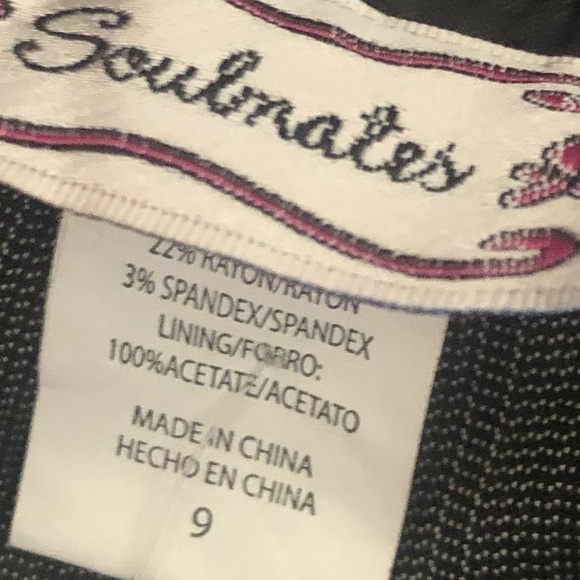 Soulmates
22% RAYON/RAYON
3% SPANDEX/SPANDEX
LINING/FORRO:
100%ACETATE/ACETATO
MADE IN CHINA
HECHO EN CHINA
9